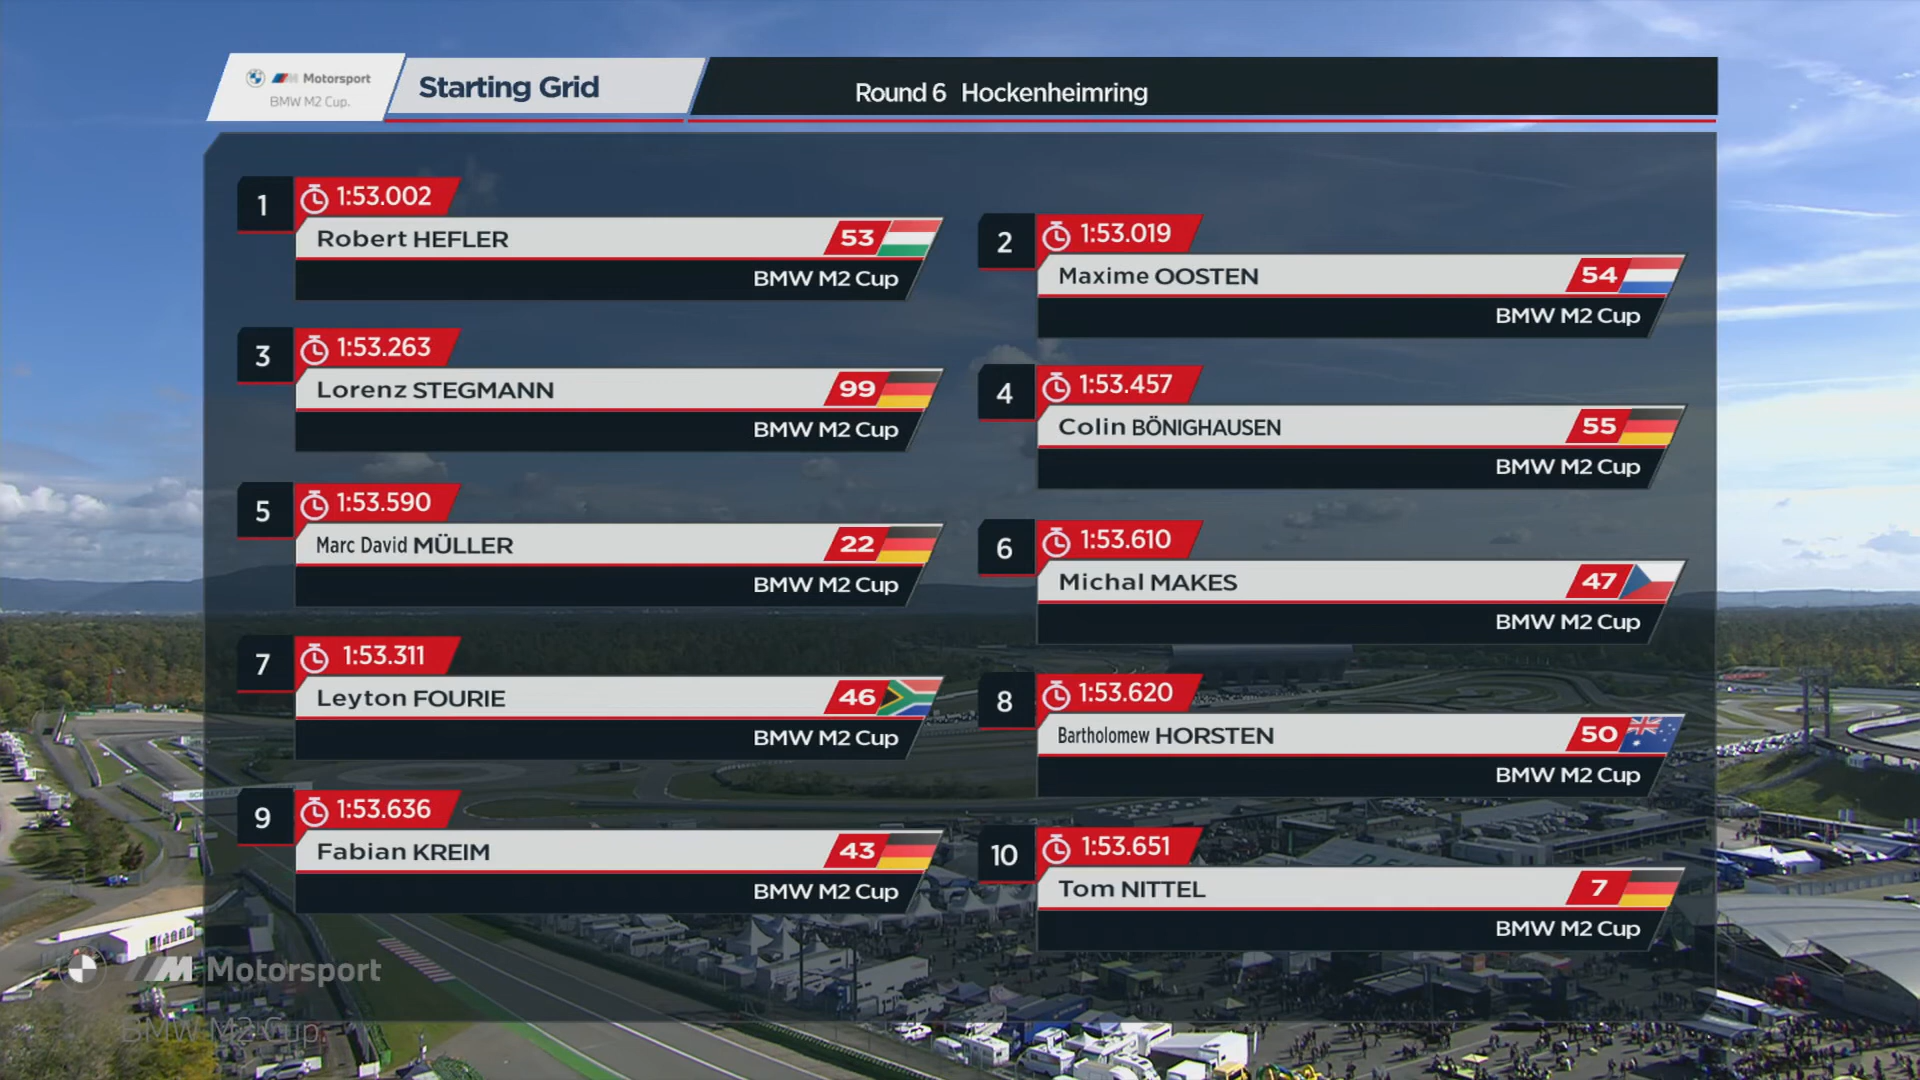 Motorsport
BMW M2 Cup.
Starting Grid
Round 6 Hockenheimring
1
1:53.002
Robert HEFLER 53
BMW M2 Cup
2
1:53.019
Maxime OOSTEN 54
BMW M2 Cup
3
1:53.263
Lorenz STEGMANN 99
BMW M2 Cup
4
1:53.457
Colin BÖNIGHAUSEN 55
BMW M2 Cup
5
1:53.590
Marc David MÜLLER 22
BMW M2 Cup
6
1:53.610
Michal MAKES 47
BMW M2 Cup
7
1:53.311
Leyton FOURIE 46
BMW M2 Cup
8
1:53.620
Bartholomew HORSTEN 50
BMW M2 Cup
9
1:53.636
Fabian KREIM 43
BMW M2 Cup
10
1:53.651
Tom NITTEL 7
BMW M2 Cup
M Motorsport
BMW M2 Cup.